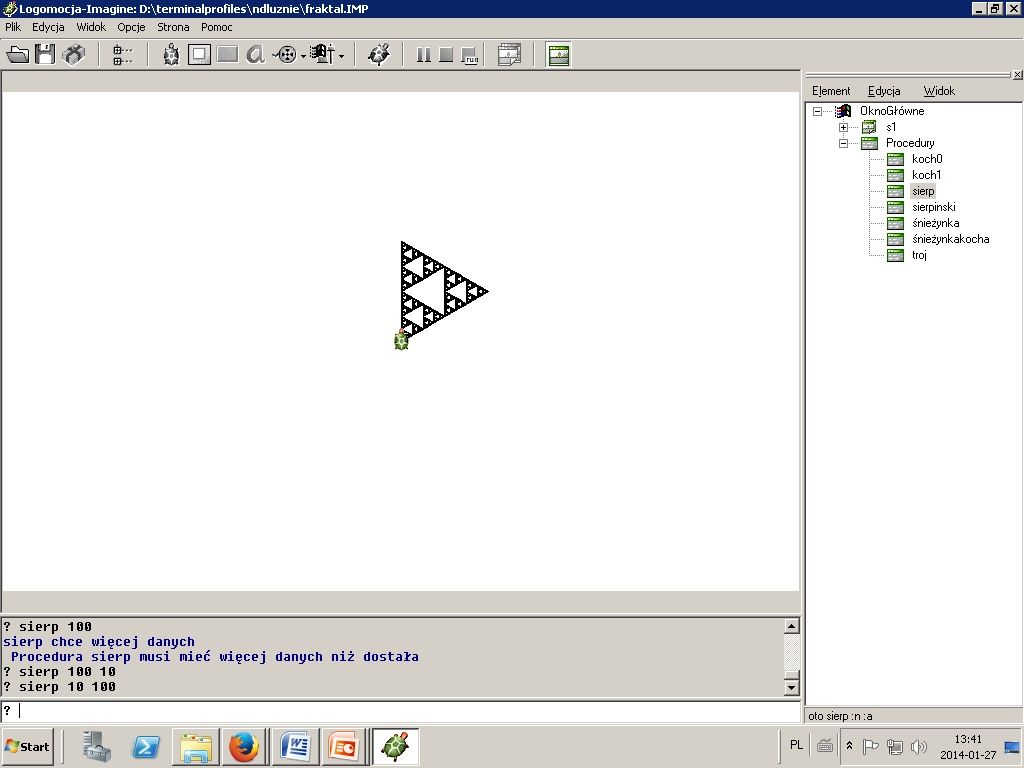 Logomocja-Imagine: D:\terminalprofiles\ndluznie\fraktal.IMP
Plik Edycja Widok Opcje Strona Pomoc
run
Element Edycja Widok
OknoGłówne
s1
Procedury
koch0
koch1
sierp
sierpinski
śnieżynka
śnieżynkakocha
troj
? sierp 100
sierp chce więcej danych
Procedura sierp musi mieć więcej danych niż dostała
? sierp 100 10
? sierp 10 100
?
oto sierp :n :a
Start
PL
13:41
2014-01-27